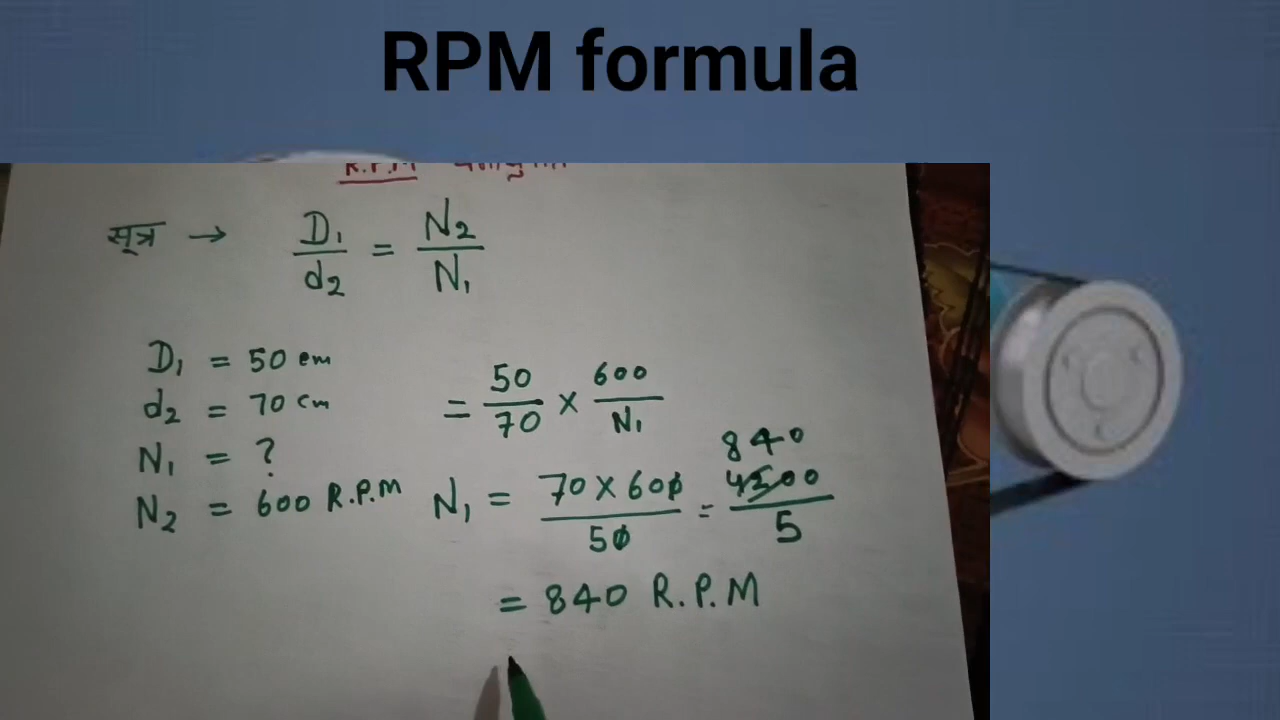 RPM formula
R.P.M
सूत्र → D₁/d₂ = N₂/N₁
D₁ = 50 cm
d₂ = 70 cm
N₁ = ?
N₂ = 600 R.P.M
= 50/70 × 600/N₁
N₁ = 70 × 600/50 = 4200/5
840
= 840 R.P.M